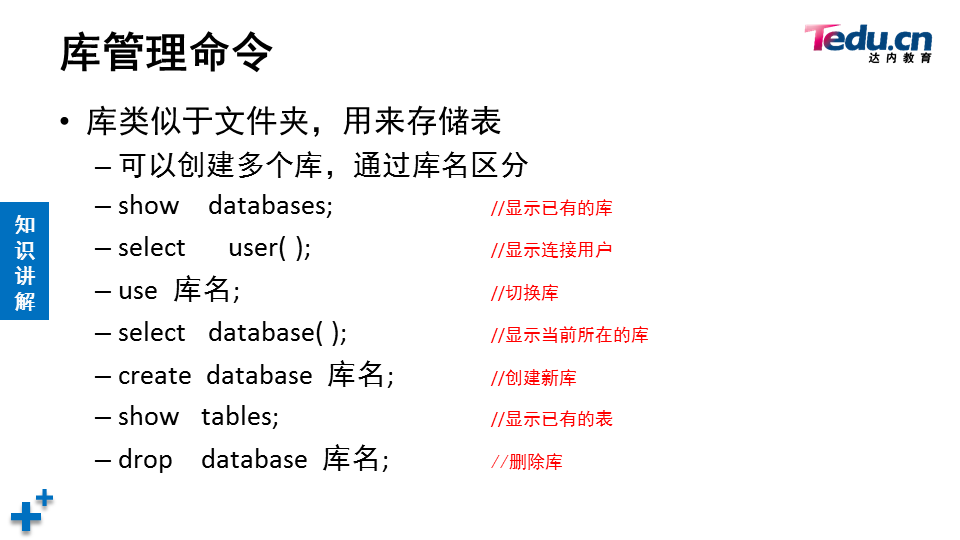 库管理命令
Tedu.cn
达内教育
• 库类似于文件夹，用来存储表
– 可以创建多个库，通过库名区分
– show databases; //显示已有的库
– select user( ); //显示连接用户
– use 库名; //切换库
– select database( ); //显示当前所在的库
– create database 库名; //创建新库
– show tables; //显示已有的表
– drop database 库名; //删除库
知
识
讲
解